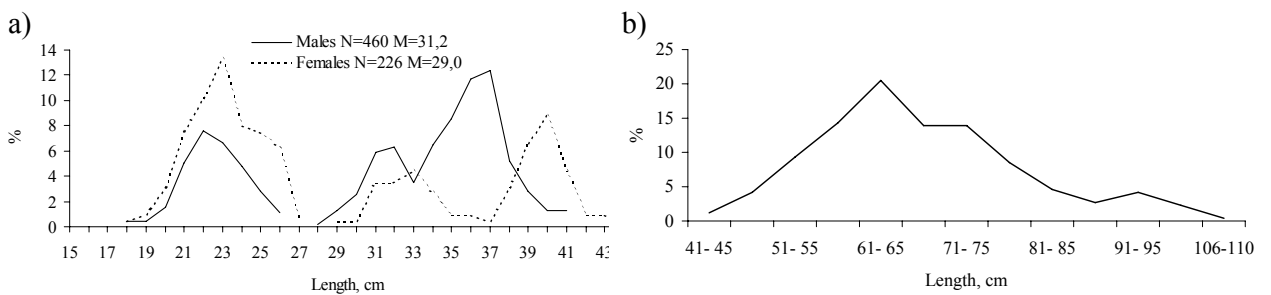 a)
Males N=460 M=31,2
Females N=226 M=29,0
14
12
10
8
6
4
2
0
%
15 17 19 21 23 25 27 29 31 33 35 37 39 41 43
Length, cm
b)
25
20
15
10
5
0
%
41- 45 51- 55 61- 65 71- 75 81- 85 91- 95 106-110
Length, cm